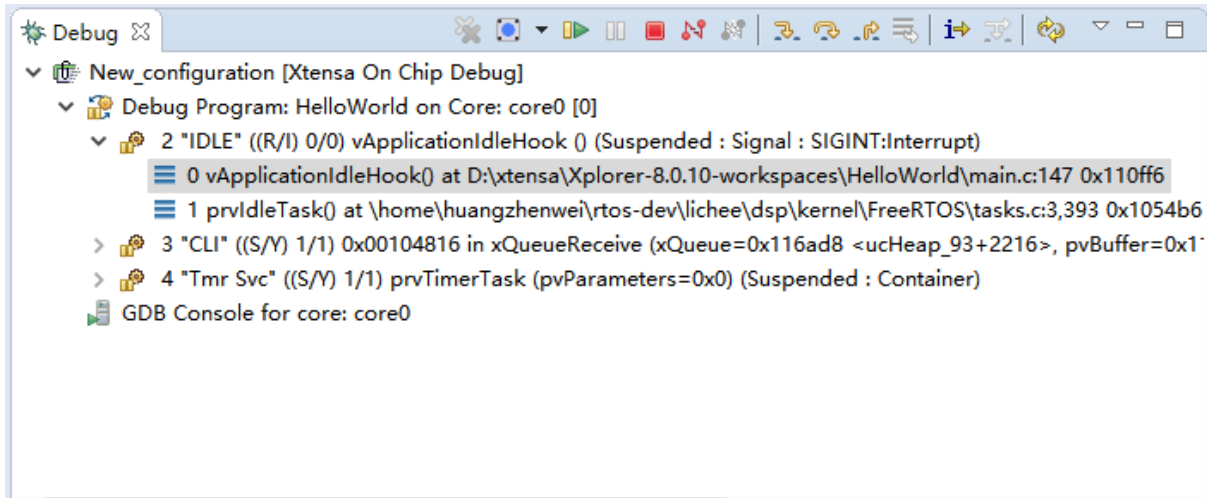 Debug
New_configuration [Xtensa On Chip Debug]
Debug Program: HelloWorld on Core: core0 [0]
2 "IDLE" ((R/I) 0/0) vApplicationIdleHook () (Suspended : Signal : SIGINT:Interrupt)
0 vApplicationIdleHook() at D:\xtensa\Xplorer-8.0.10-workspaces\HelloWorld\main.c:147 0x110ff6
1 prvIdleTask() at \home\huangzhenwei\rtos-dev\lichee\dsp\kernel\FreeRTOS\tasks.c:3,393 0x1054b6
3 "CLI" ((S/Y) 1/1) 0x00104816 in xQueueReceive (xQueue=0x116ad8 <ucHeap_93+2216>, pvBuffer=0x1
4 "Tmr Svc" ((S/Y) 1/1) prvTimerTask (pvParameters=0x0) (Suspended : Container)
GDB Console for core: core0